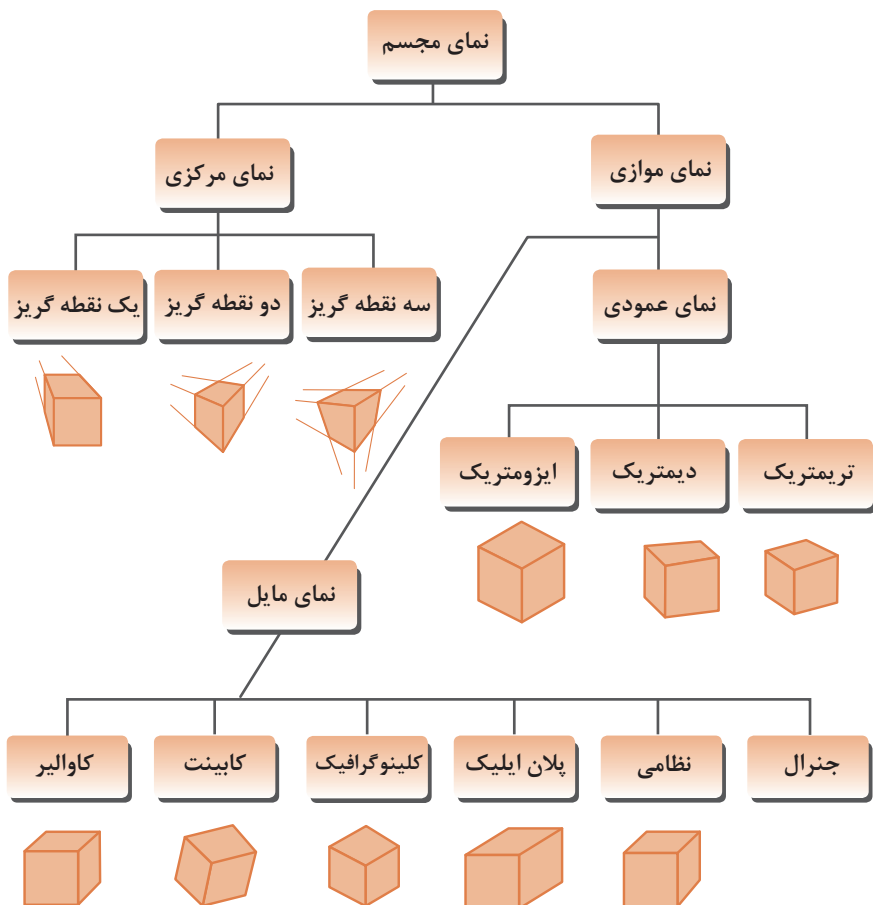 نمای مجسم
نمای موازی
نمای مرکزی
نمای عمودی
سه نقطه گریز
دو نقطه گریز
یک نقطه گریز
تریمتریک
دیمتریک
ایزومتریک
نمای مایل
جنرال
نظامی
پلان ایلیک
کلینوگرافیک
کابینت
کاوالیر